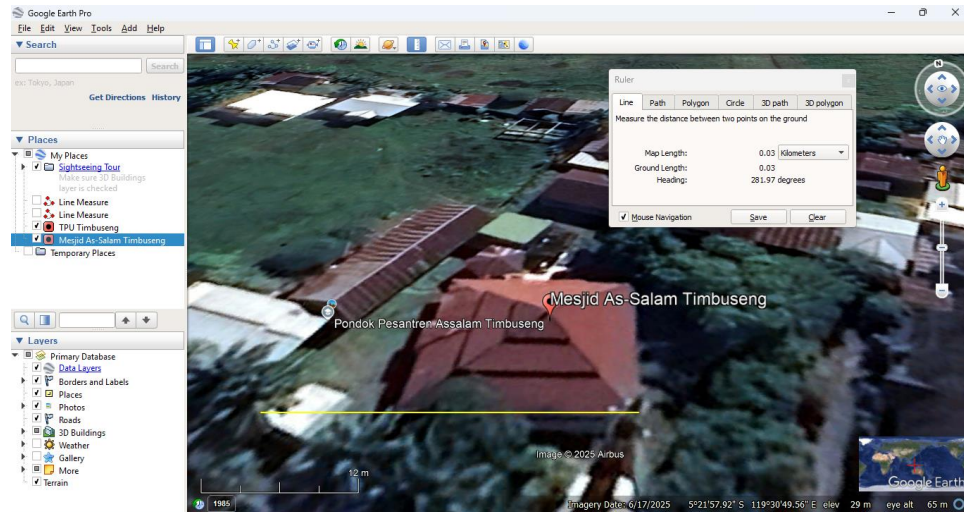 Google Earth Pro
File Edit View Tools Add Help
Search
Search
ex: Tokyo, Japan
Get Directions History
Places
My Places
Sightseeing Tour
Make sure 3D Buildings
layer is checked
Line Measure
Line Measure
TPU Timbuseng
Mesjid As-Salam Timbuseng
Temporary Places
Layers
Primary Database
Data Layers
Borders and Labels
Places
Photos
Roads
3D Buildings
Weather
Gallery
More
Terrain
Ruler
Line Path Polygon Circle 3D path 3D polygon
Measure the distance between two points on the ground
Map Length: 0.03 Kilometers
Ground Length: 0.03
Heading: 281.97 degrees
Mouse Navigation Save Clear
N
Mesjid As-Salam Timbuseng
Pondok Pesantren Assalam Timbuseng
Image © 2025 Airbus
12 m
Google Earth
1985
Imagery Date: 6/17/2025 5°21'57.92" S 119°30'49.56" E elev 29 m eye alt 65 m